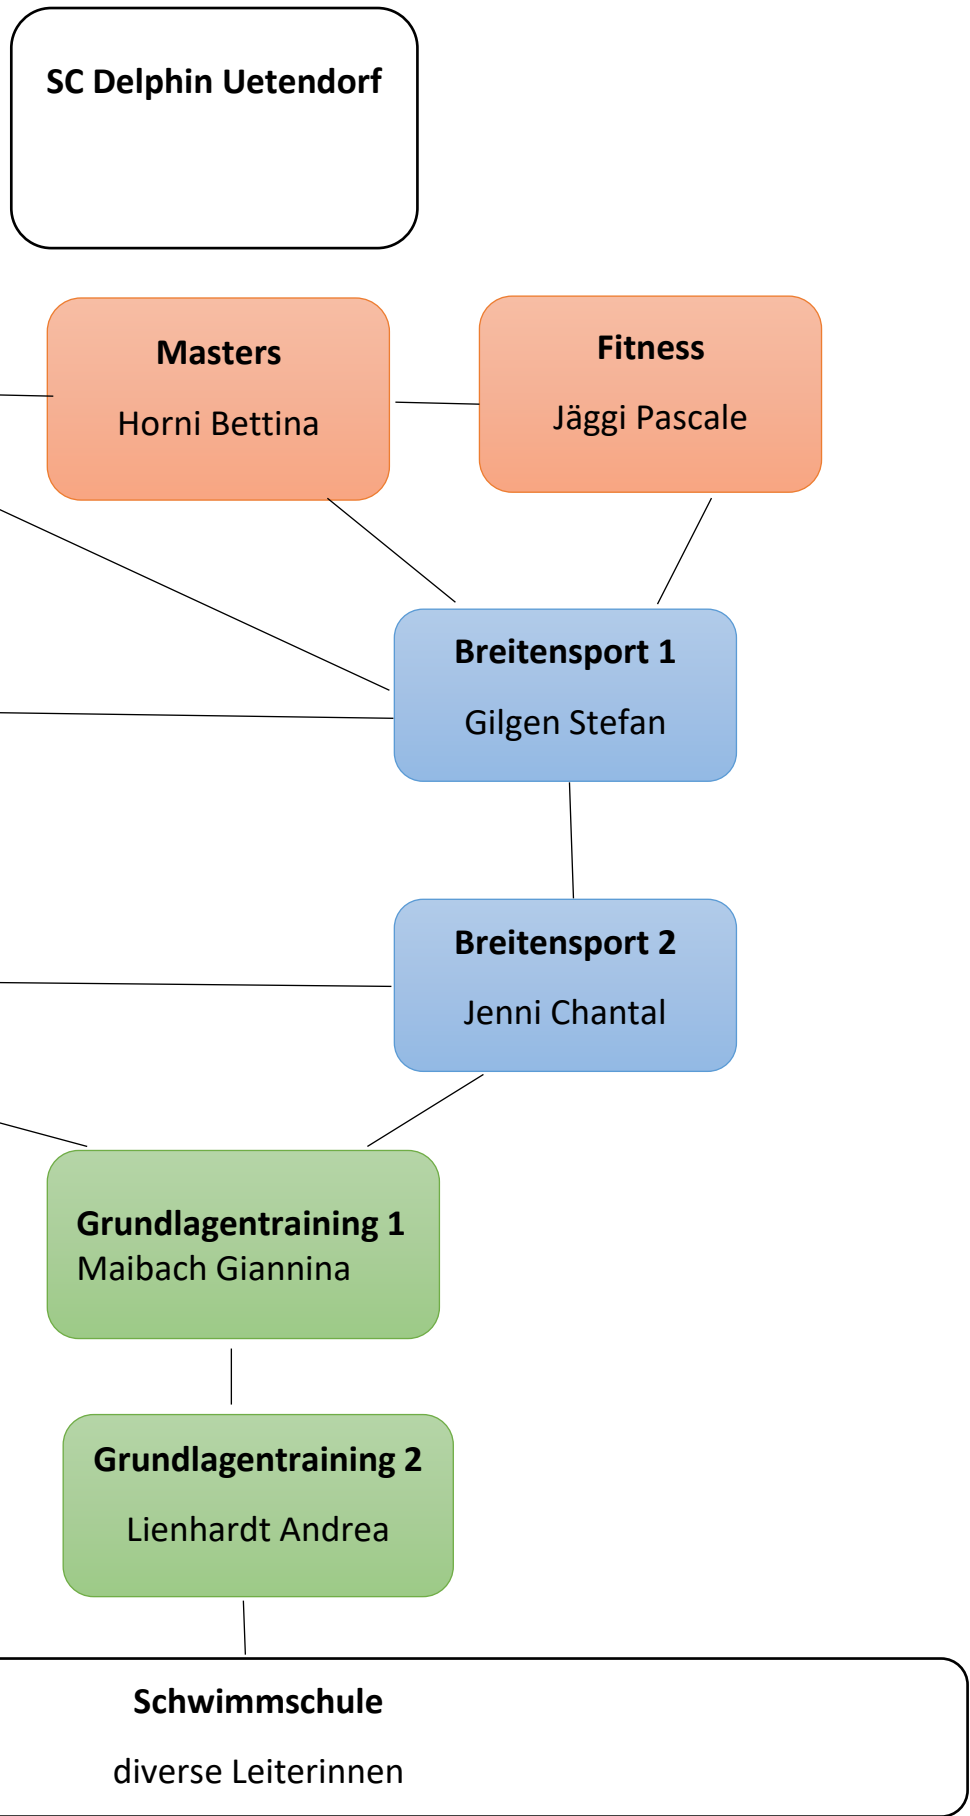 SC Delphin Uetendorf
Masters
Horni Bettina
Fitness
Jäggi Pascale
Breitensport 1
Gilgen Stefan
Breitensport 2
Jenni Chantal
Grundlagentraining 1
Maibach Giannina
Grundlagentraining 2
Lienhardt Andrea
Schwimmschule
diverse Leiterinnen